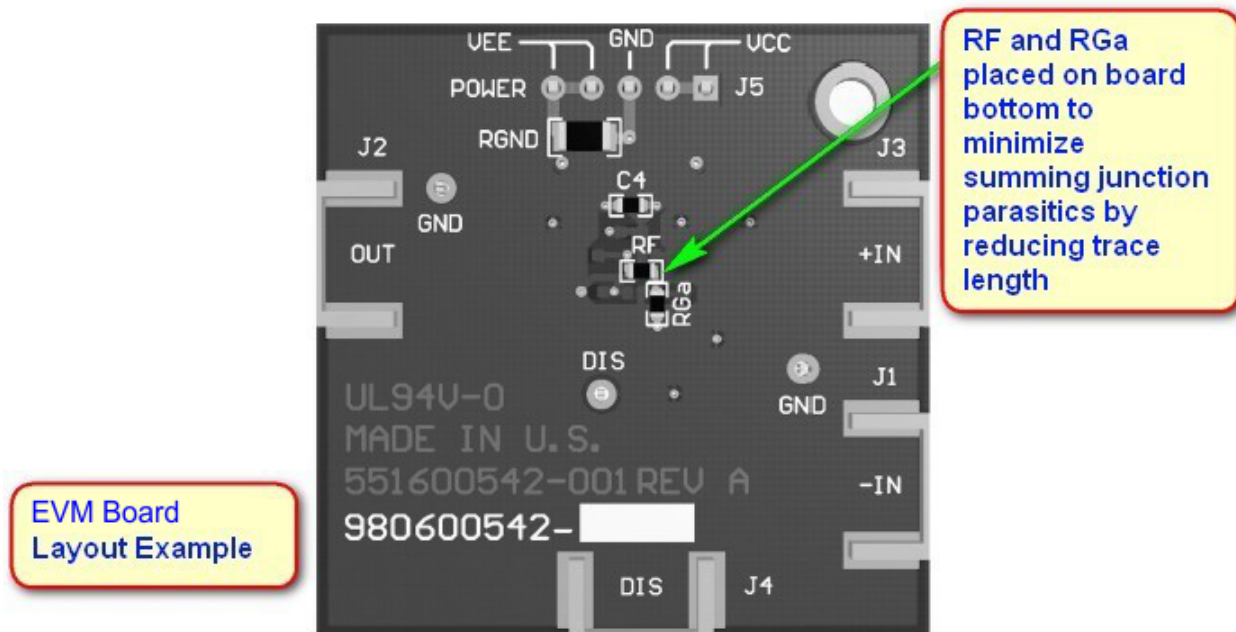 VEE GND VCC
POWER J5
RGND
J2
C4
J3
GND
OUT
RF
+IN
RGa
DIS
J1
GND
UL94V-0
MADE IN U.S.
551600542-001 REV A
-IN
980600542-
DIS
J4
RF and RGa
placed on board
bottom to
minimize
summing junction
parasitics by
reducing trace
length
EVM Board
Layout Example